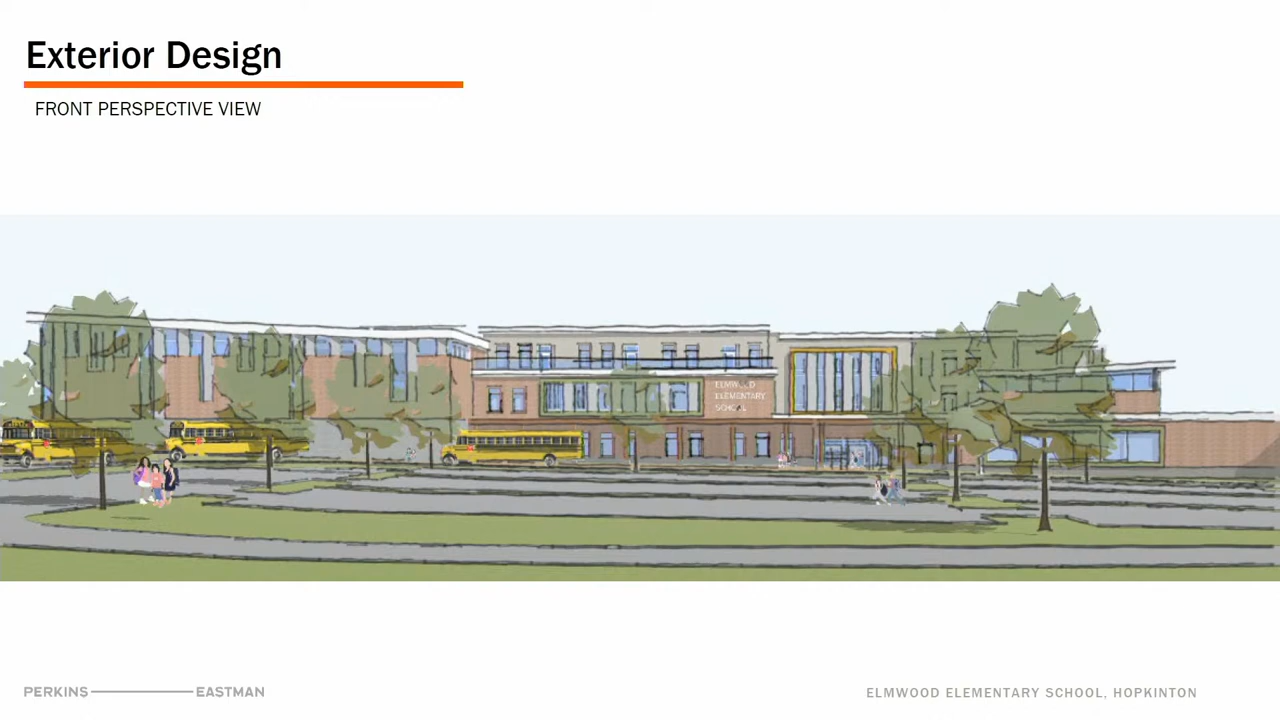 Exterior Design
FRONT PERSPECTIVE VIEW
ELMWOOD
ELEMENTARY
SCHOOL
PERKINS EASTMAN
ELMWOOD ELEMENTARY SCHOOL, HOPKINTON